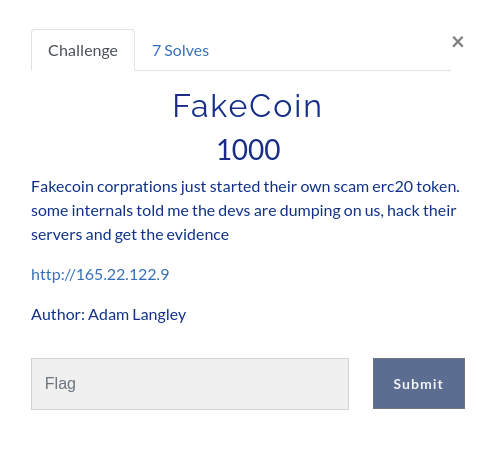 Challenge
7 Solves
×
FakeCoin
1000
Fakecoin corprations just started their own scam erc20 token.
some internals told me the devs are dumping on us, hack their
servers and get the evidence
http://165.22.122.9
Author: Adam Langley
Flag
Submit